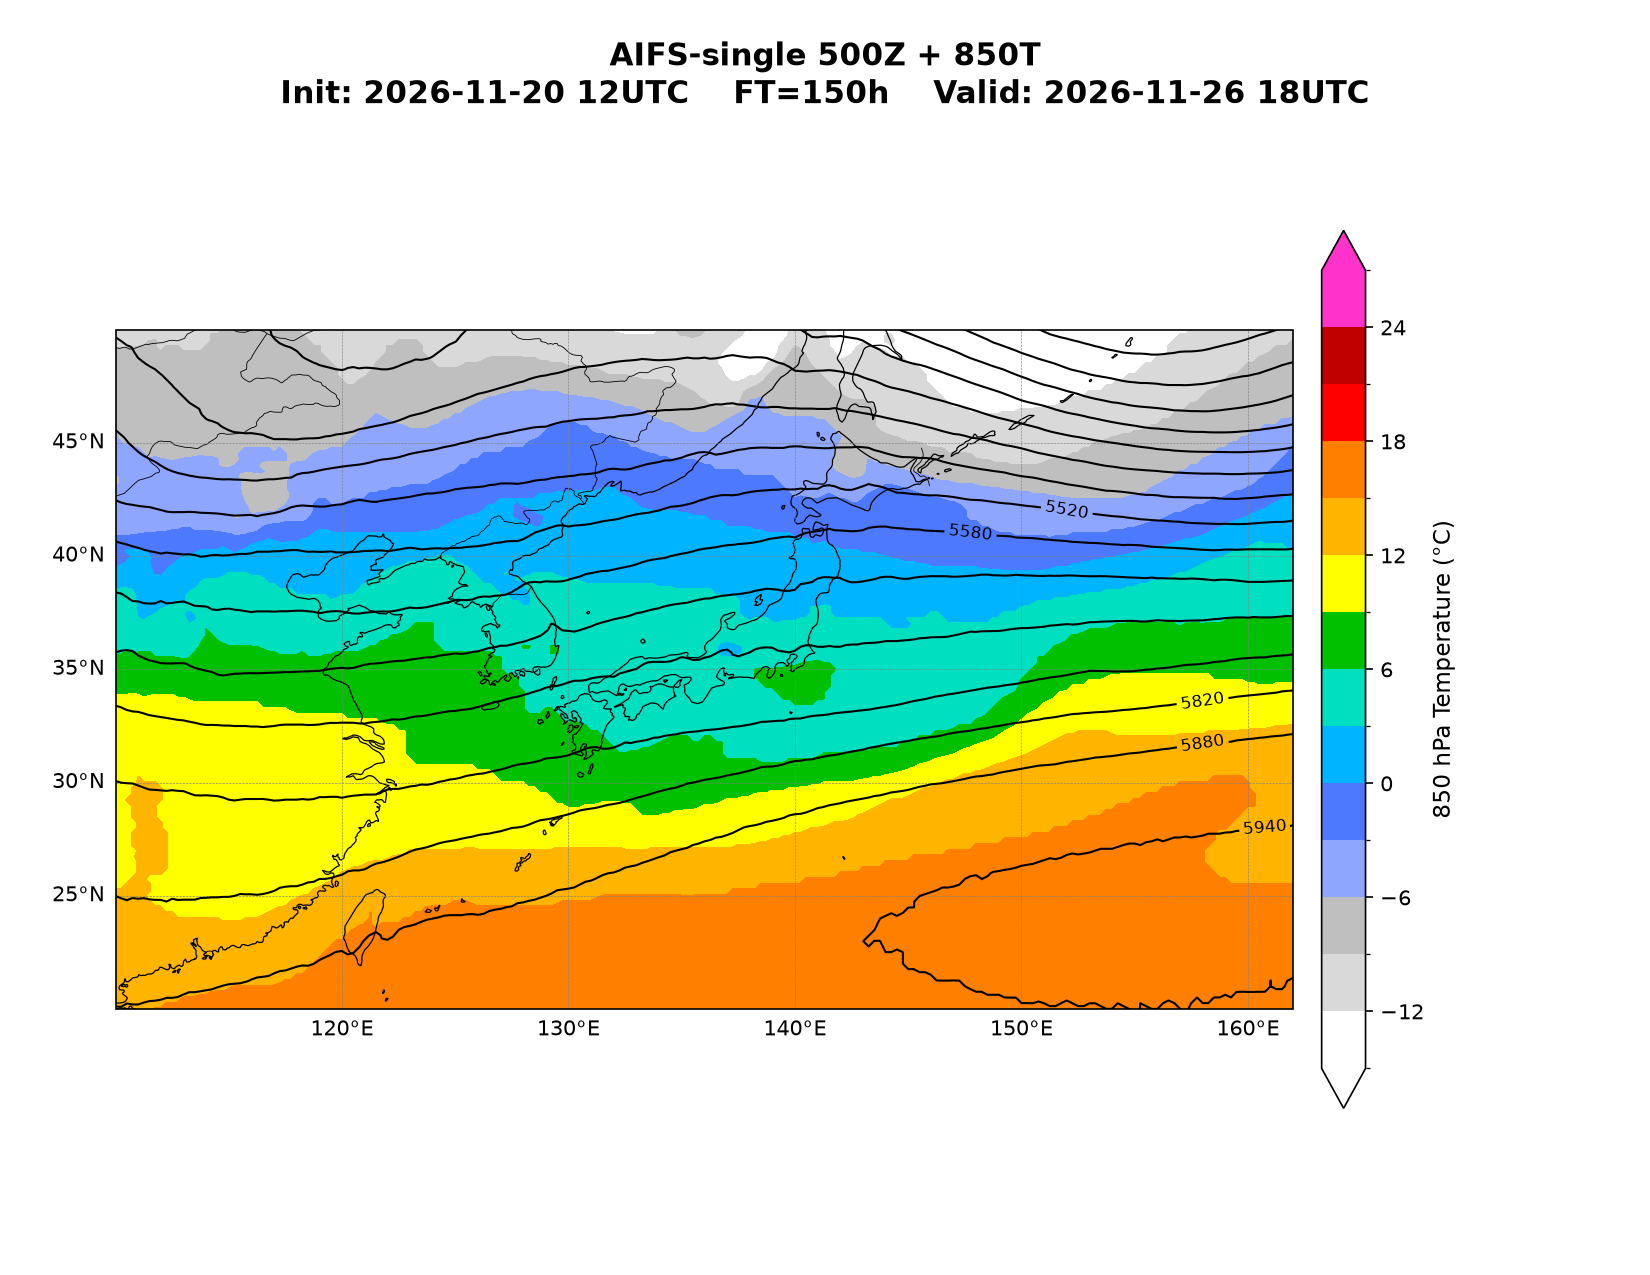 AIFS-single 500Z + 850T
Init: 2026-11-20 12UTC    FT=150h    Valid: 2026-11-26 18UTC
24
45°N
18
5520
5580
40°N
12
850 hPa Temperature (°C)
35°N
6
5820
5880
30°N
0
5940
25°N
−6
−12
120°E
130°E
140°E
150°E
160°E